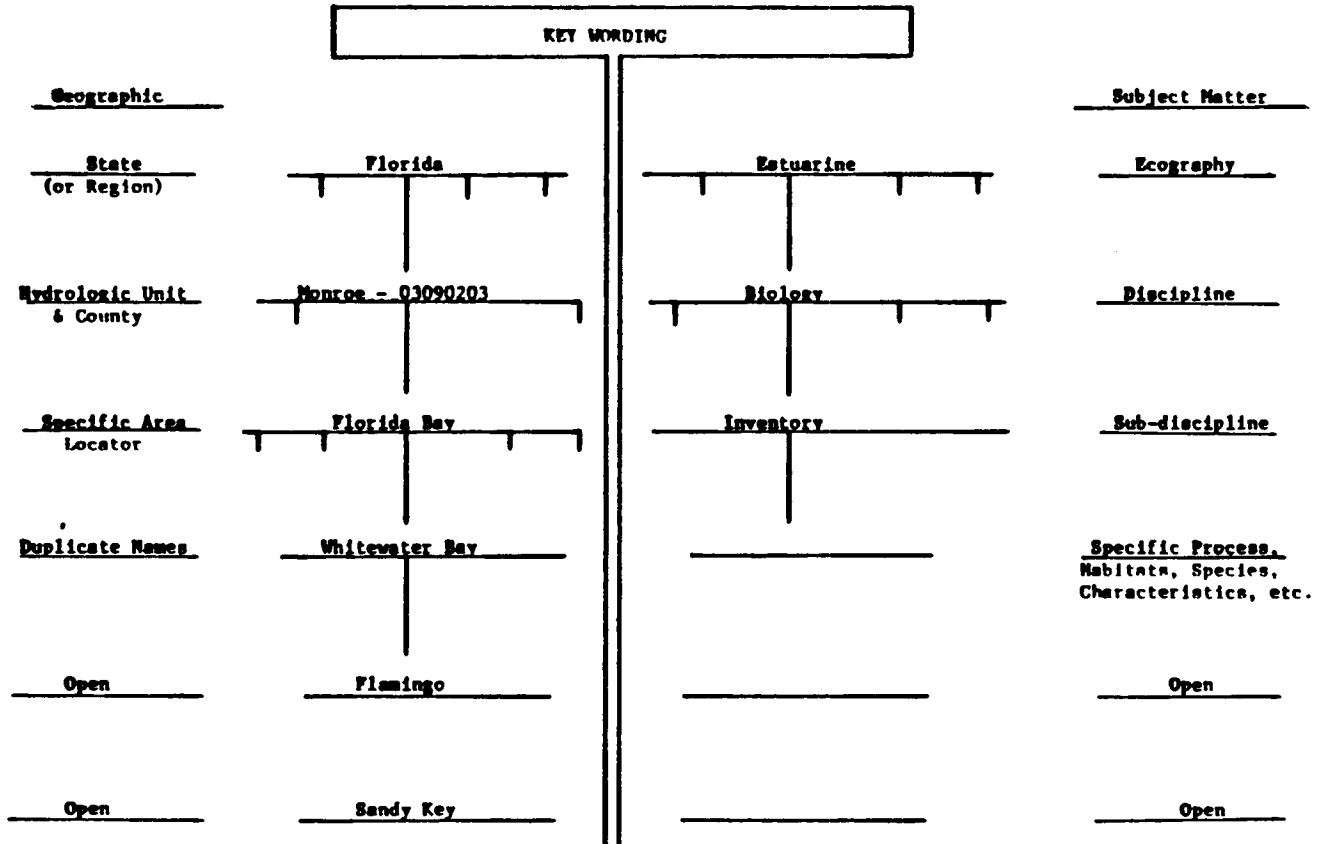 KEY WORDING
Geographic
Subject Matter
State
(or Region)
Florida
Estuarine
Ecography
Hydrologic Unit
& County
Monroe - 03090203
Biology
Discipline
Specific Area
Locator
Florida Bay
Inventory
Sub-discipline
Duplicate Names
Whitewater Bay
Specific Process,
Habitats, Species,
Characteristics, etc.
Open
Flamingo
Open
Open
Sandy Key
Open